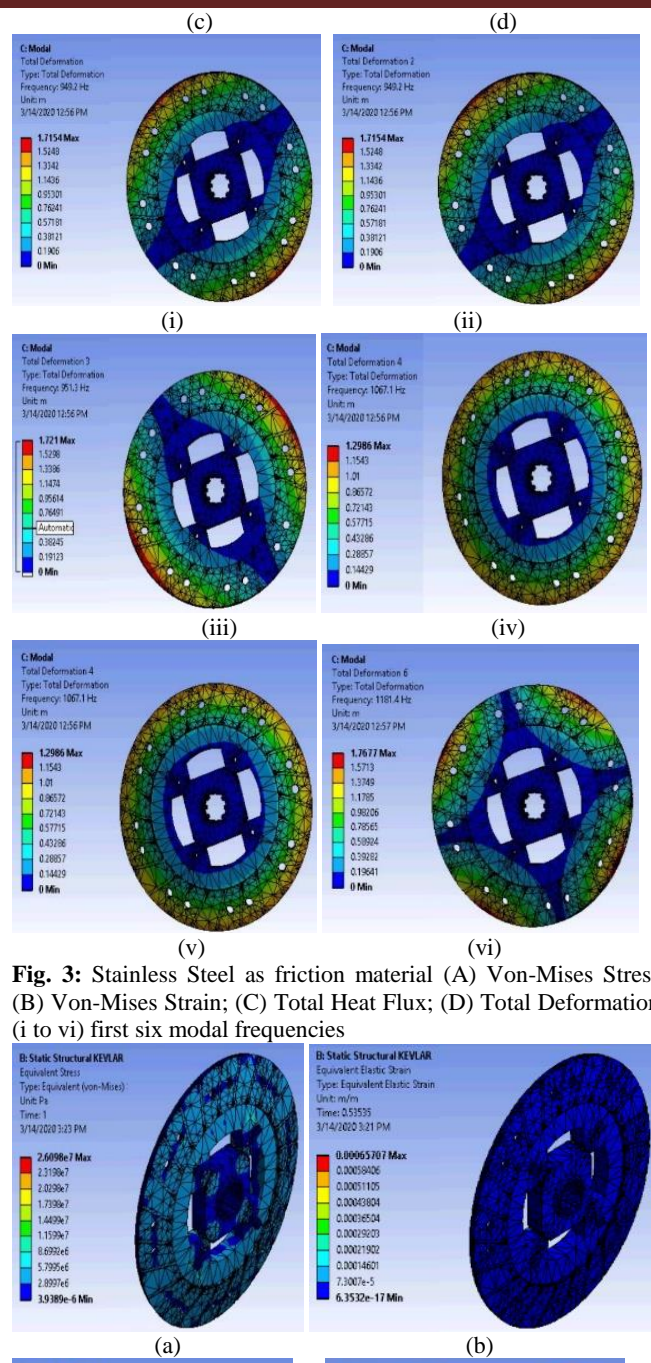 (c) (d)
C: Modal
Total Deformation
Type: Total Deformation
Frequency: 949.2 Hz
Unit: m
3/14/2020 12:56 PM
1.7154 Max
1.5248
1.3342
1.1436
0.95301
0.76241
0.57181
0.38121
0.1906
0 Min
C: Modal
Total Deformation 2
Type: Total Deformation
Frequency: 949.2 Hz
Unit: m
3/14/2020 12:56 PM
1.7154 Max
1.5248
1.3342
1.1436
0.95301
0.76241
0.57181
0.38121
0.1906
0 Min
(i) (ii)
C: Modal
Total Deformation 3
Type: Total Deformation
Frequency: 951.3 Hz
Unit: m
3/14/2020 12:56 PM
1.721 Max
1.5298
1.3386
1.1474
0.95614
0.76491
Automatic
0.38245
0.19123
0 Min
C: Modal
Total Deformation 4
Type: Total Deformation
Frequency: 1067.1 Hz
Unit: m
3/14/2020 12:56 PM
1.2986 Max
1.1543
1.01
0.86572
0.72143
0.57715
0.43286
0.28857
0.14429
0 Min
(iii) (iv)
C: Modal
Total Deformation 4
Type: Total Deformation
Frequency: 1067.1 Hz
Unit: m
3/14/2020 12:56 PM
1.2986 Max
1.1543
1.01
0.86572
0.72143
0.57715
0.43286
0.28857
0.14429
0 Min
C: Modal
Total Deformation 6
Type: Total Deformation
Frequency: 1181.4 Hz
Unit: m
3/14/2020 12:57 PM
1.7677 Max
1.5713
1.3749
1.1785
0.98206
0.78565
0.58924
0.39282
0.19641
0 Min
(v) (vi)
Fig. 3: Stainless Steel as friction material (A) Von-Mises Stress
(B) Von-Mises Strain; (C) Total Heat Flux; (D) Total Deformation
(i to vi) first six modal frequencies
B: Static Structural KEVLAR
Equivalent Stress
Type: Equivalent (von-Mises)
Unit: Pa
Time: 1
3/14/2020 3:23 PM
2.6098e7 Max
2.3198e7
2.0298e7
1.7398e7
1.4499e7
1.1599e7
8.6992e6
5.7995e6
2.8997e6
3.9389e-6 Min
B: Static Structural KEVLAR
Equivalent Elastic Strain
Type: Equivalent Elastic Strain
Unit: m/m
Time: 0.53535
3/14/2020 3:21 PM
0.00065707 Max
0.00058406
0.00051105
0.00043804
0.00036504
0.00029203
0.00021902
0.00014601
7.3007e-5
6.3532e-17 Min
(a) (b)